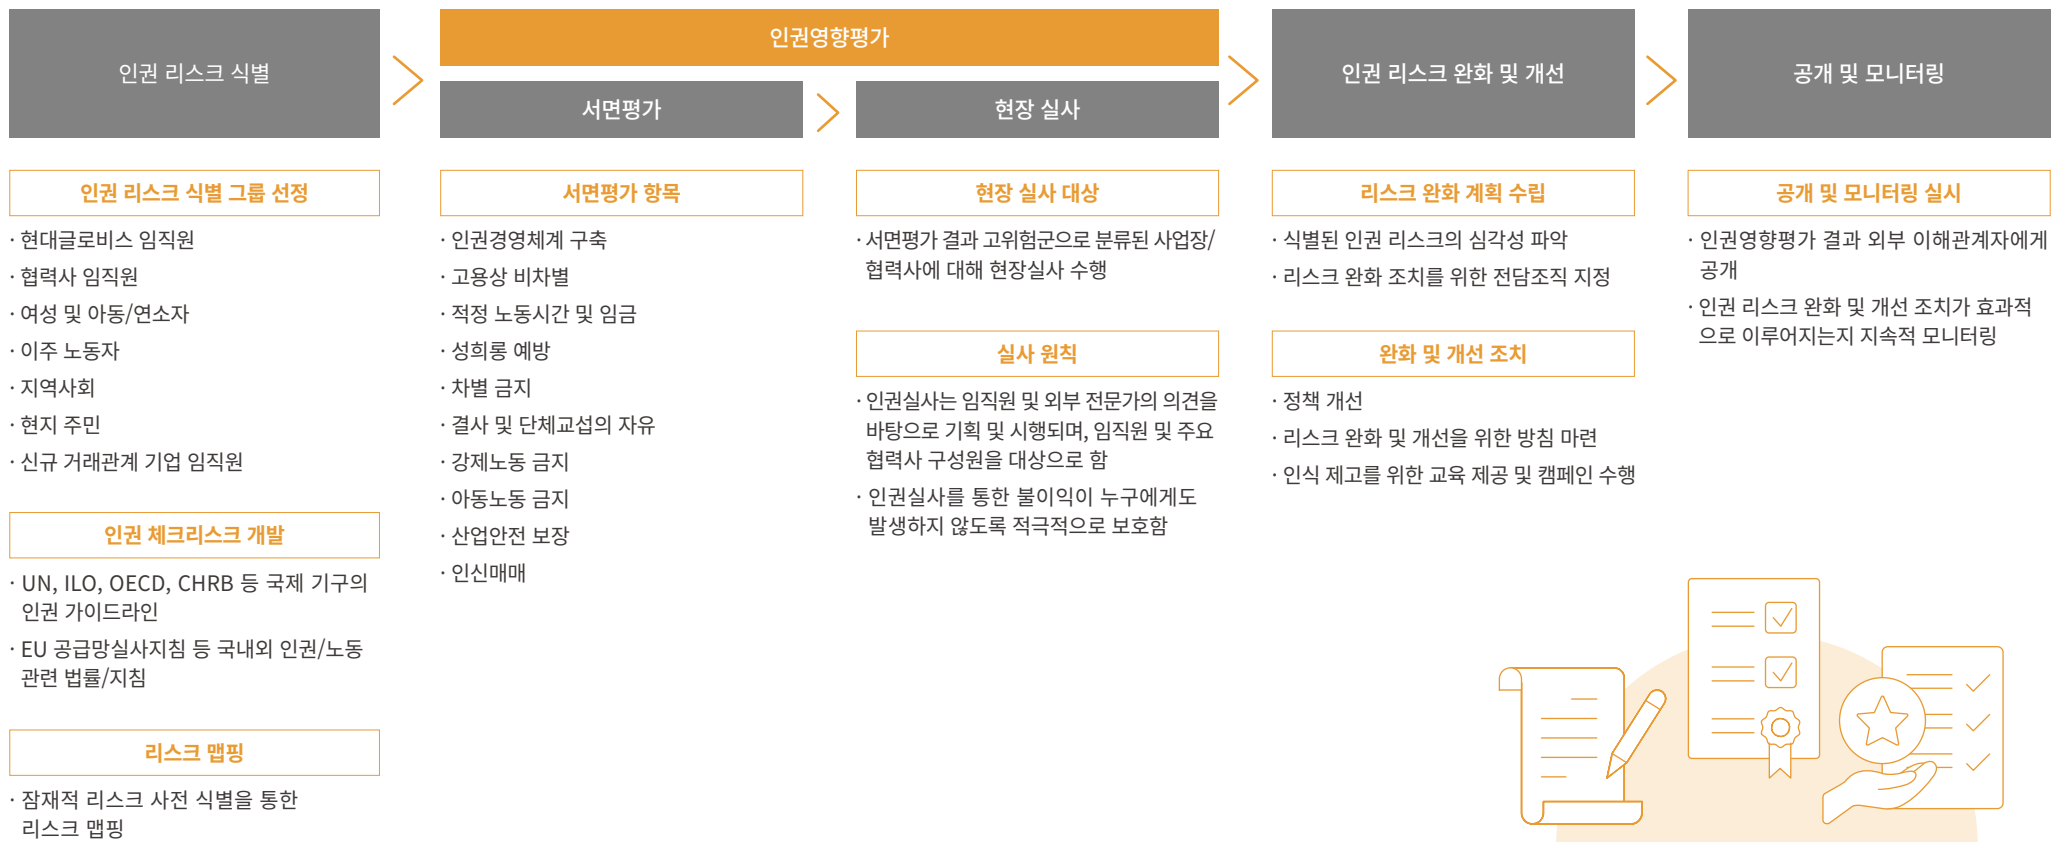 인권 리스크 식별
인권영향평가
서면평가
현장 실사
인권 리스크 완화 및 개선
공개 및 모니터링
인권 리스크 식별 그룹 선정
· 현대글로비스 임직원
· 협력사 임직원
· 여성 및 아동/연소자
· 이주 노동자
· 지역사회
· 현지 주민
· 신규 거래관계 기업 임직원
인권 체크리스크 개발
· UN, ILO, OECD, CHRB 등 국제 기구의
인권 가이드라인
· EU 공급망실사지침 등 국내외 인권/노동
관련 법률/지침
리스크 맵핑
· 잠재적 리스크 사전 식별을 통한
리스크 맵핑
서면평가 항목
· 인권경영체계 구축
· 고용상 비차별
· 적정 노동시간 및 임금
· 성희롱 예방
· 차별 금지
· 결사 및 단체교섭의 자유
· 강제노동 금지
· 아동노동 금지
· 산업안전 보장
· 인신매매
현장 실사 대상
· 서면평가 결과 고위험군으로 분류된 사업장/
협력사에 대해 현장실사 수행
실사 원칙
· 인권실사는 임직원 및 외부 전문가의 의견을
바탕으로 기획 및 시행되며, 임직원 및 주요
협력사 구성원을 대상으로 함
· 인권실사를 통한 불이익이 누구에게도
발생하지 않도록 적극적으로 보호함
리스크 완화 계획 수립
· 식별된 인권 리스크의 심각성 파악
· 리스크 완화 조치를 위한 전담조직 지정
완화 및 개선 조치
· 정책 개선
· 리스크 완화 및 개선을 위한 방침 마련
· 인식 제고를 위한 교육 제공 및 캠페인 수행
공개 및 모니터링 실시
· 인권영향평가 결과 외부 이해관계자에게
공개
· 인권 리스크 완화 및 개선 조치가 효과적
으로 이루어지는지 지속적 모니터링